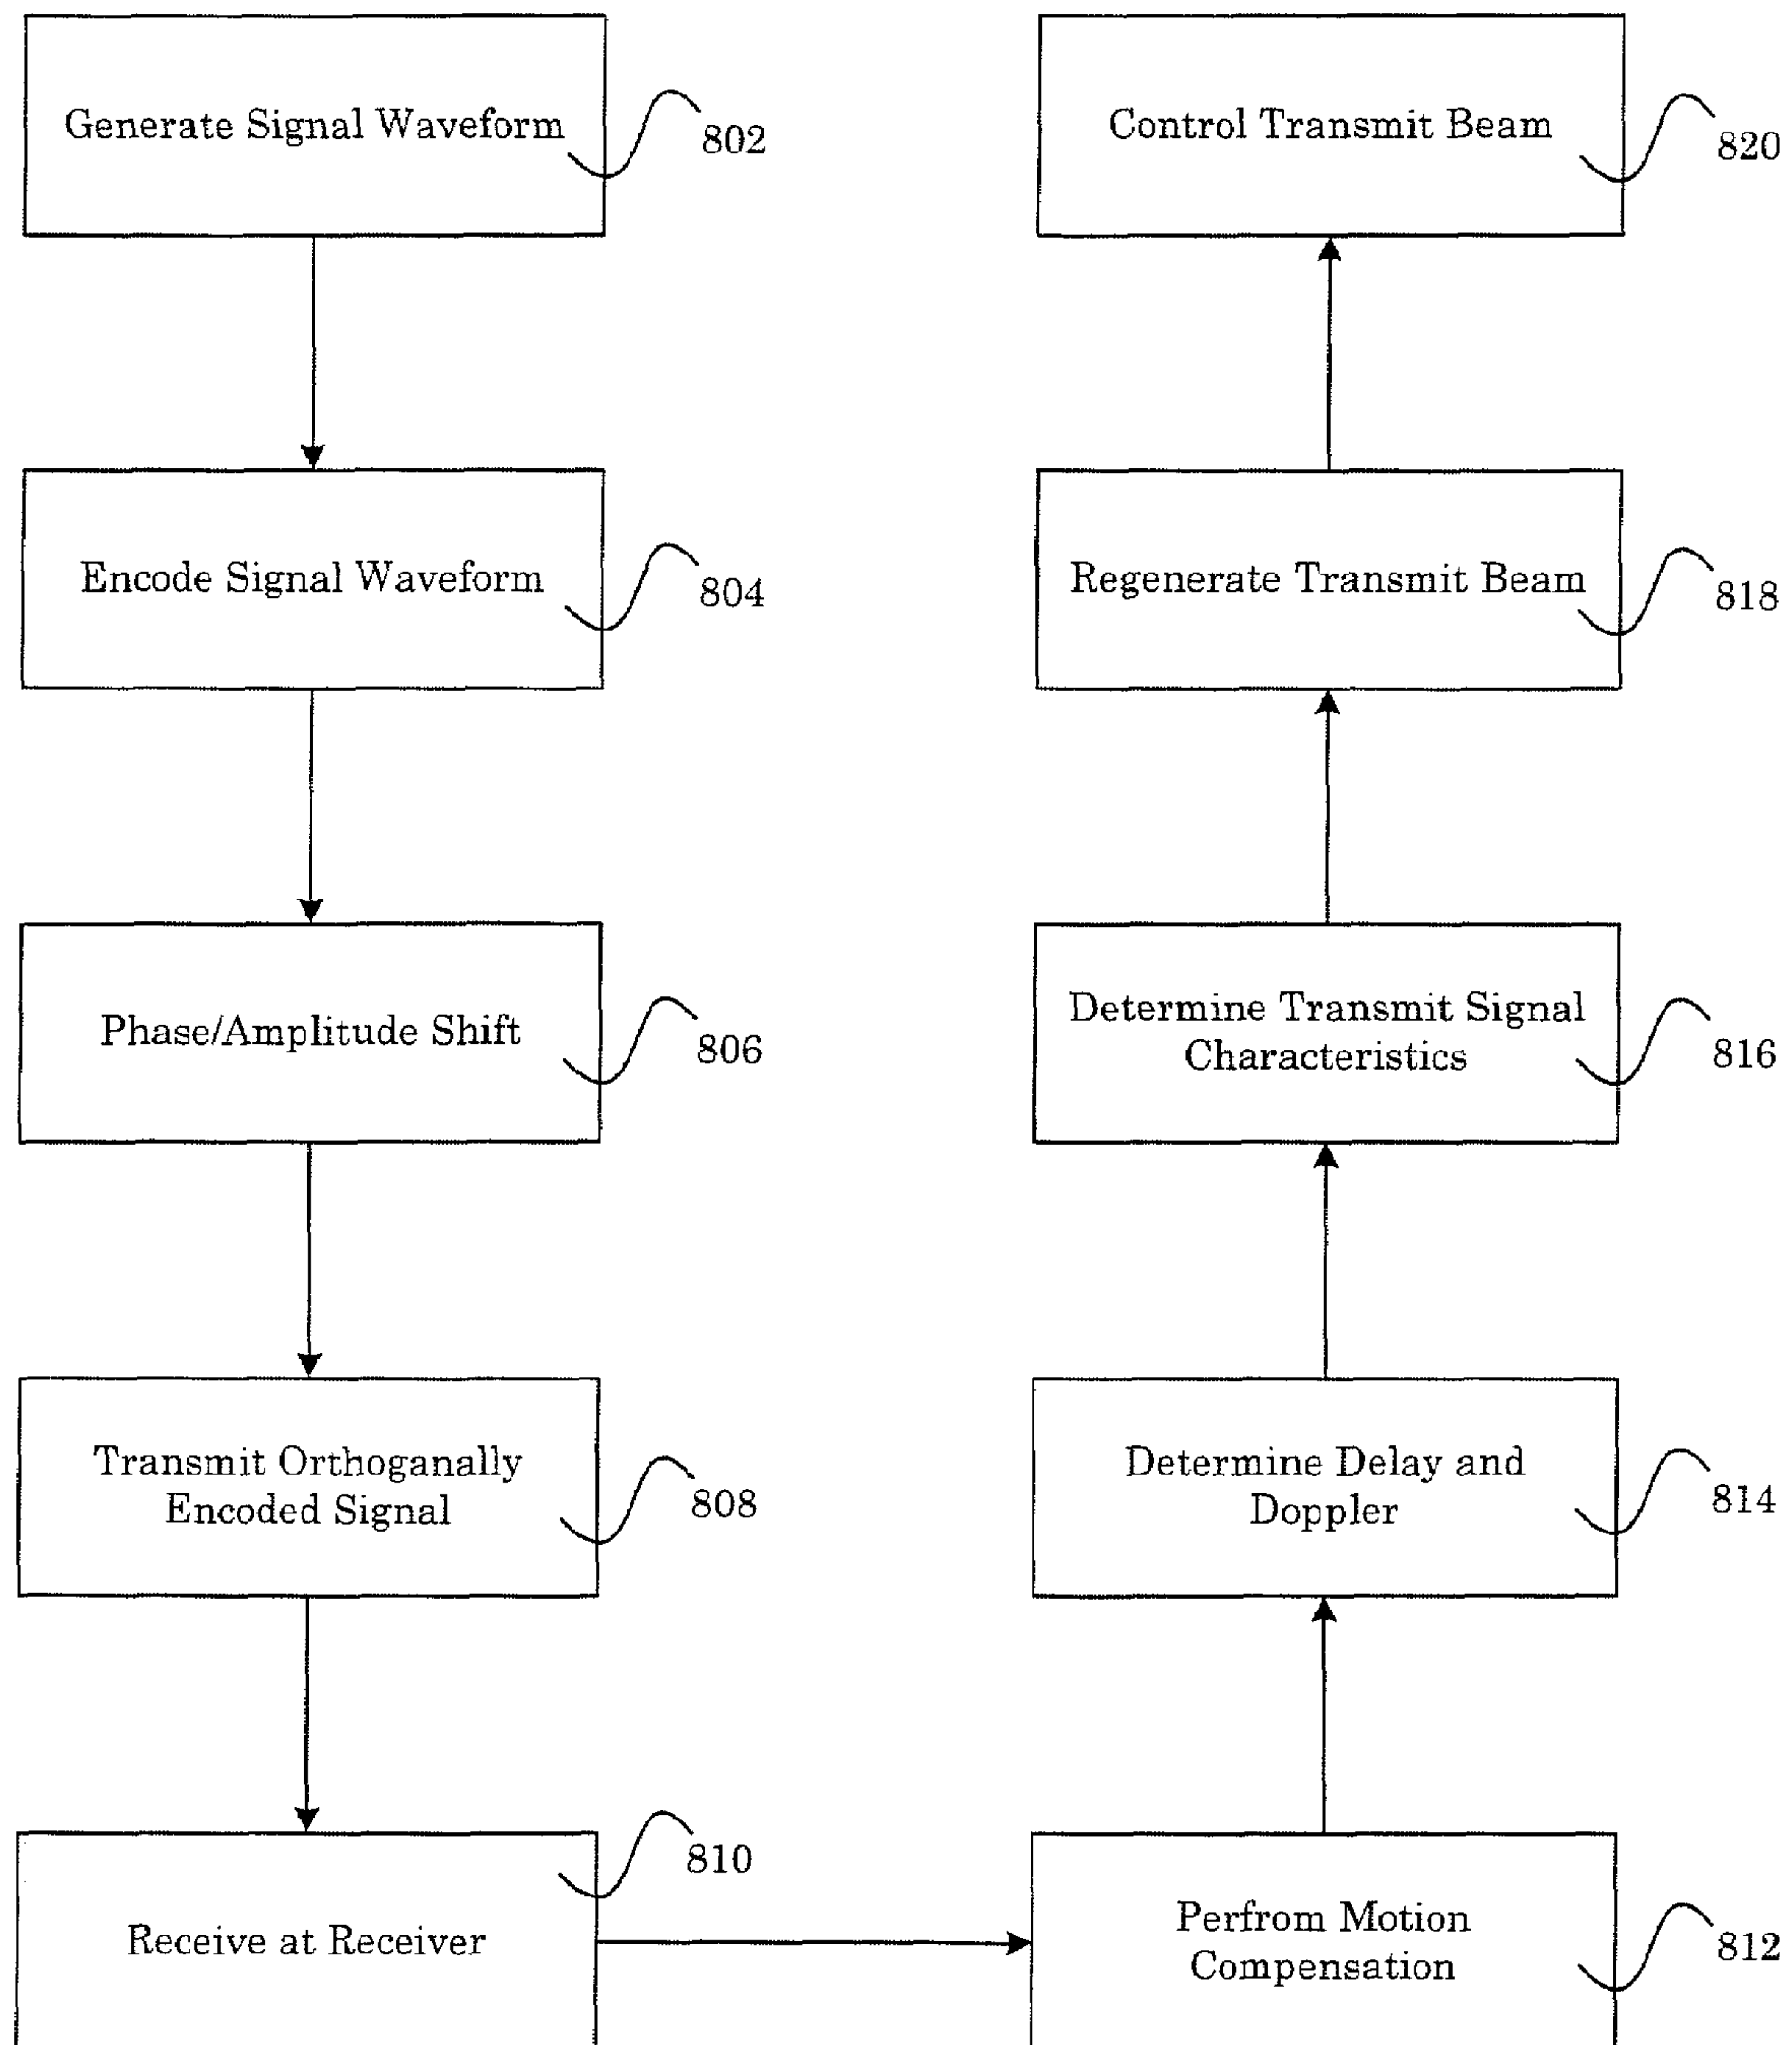 Generate Signal Waveform
802
Encode Signal Waveform
804
Phase/Amplitude Shift
806
Transmit Orthoganally
Encoded Signal
808
Receive at Receiver
810
Perfrom Motion
Compensation
812
Determine Delay and
Doppler
814
Determine Transmit Signal
Characteristics
816
Regenerate Transmit Beam
818
Control Transmit Beam
820